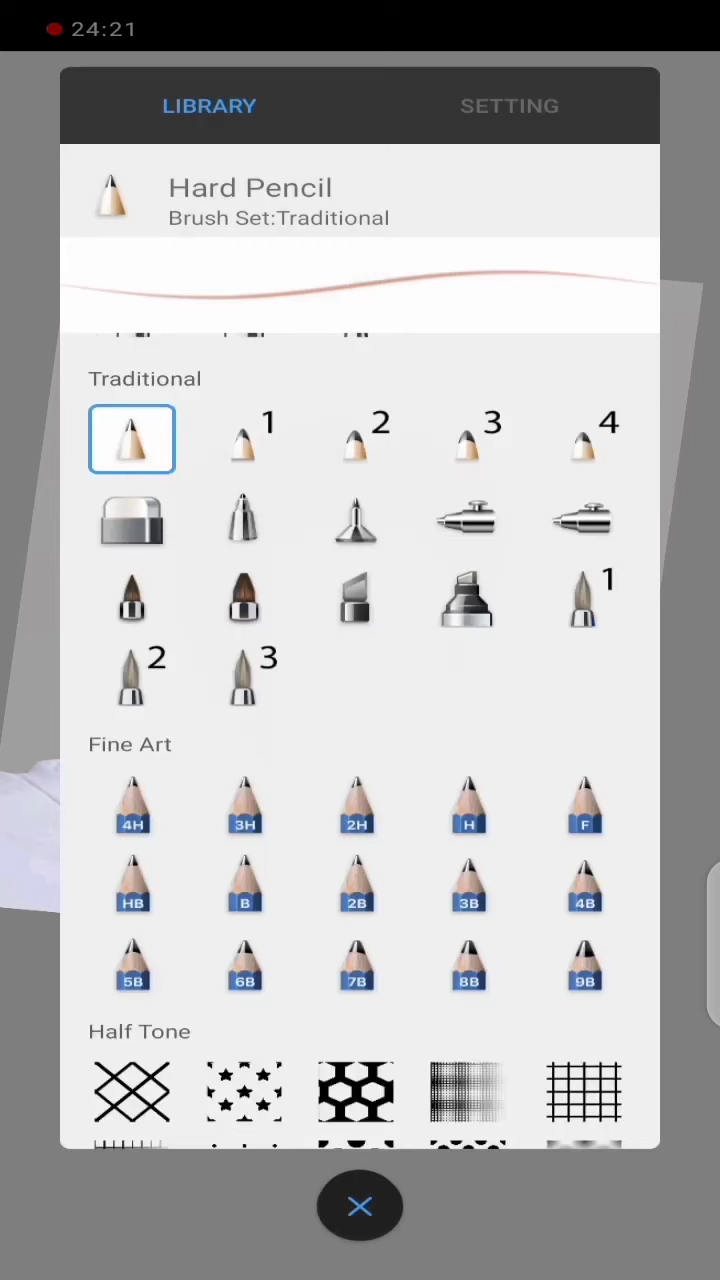 24:21
LIBRARY SETTING
Hard Pencil
Brush Set:Traditional
Traditional
1 2 3 4
1
2 3
Fine Art
4H 3H 2H H F
HB B 2B 3B 4B
5B 6B 7B 8B 9B
Half Tone